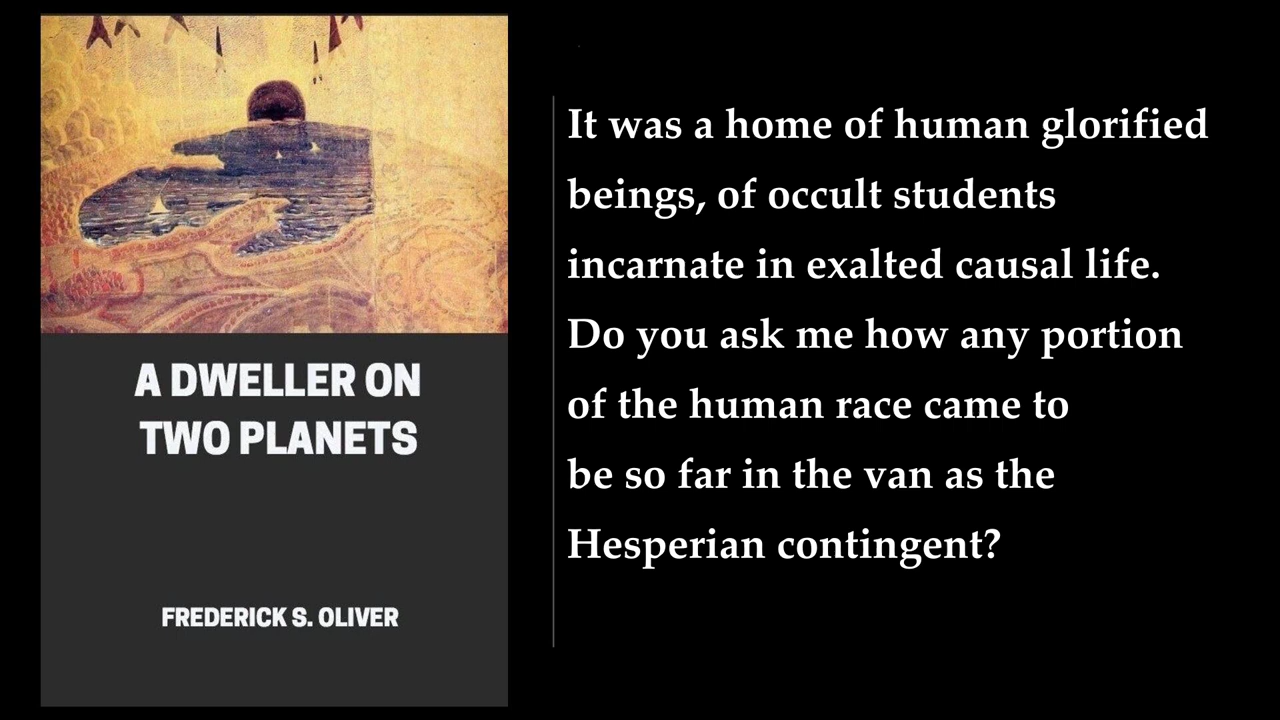 A DWELLER ON
TWO PLANETS
FREDERICK S. OLIVER
It was a home of human glorified
beings, of occult students
incarnate in exalted causal life.
Do you ask me how any portion
of the human race came to
be so far in the van as the
Hesperian contingent?